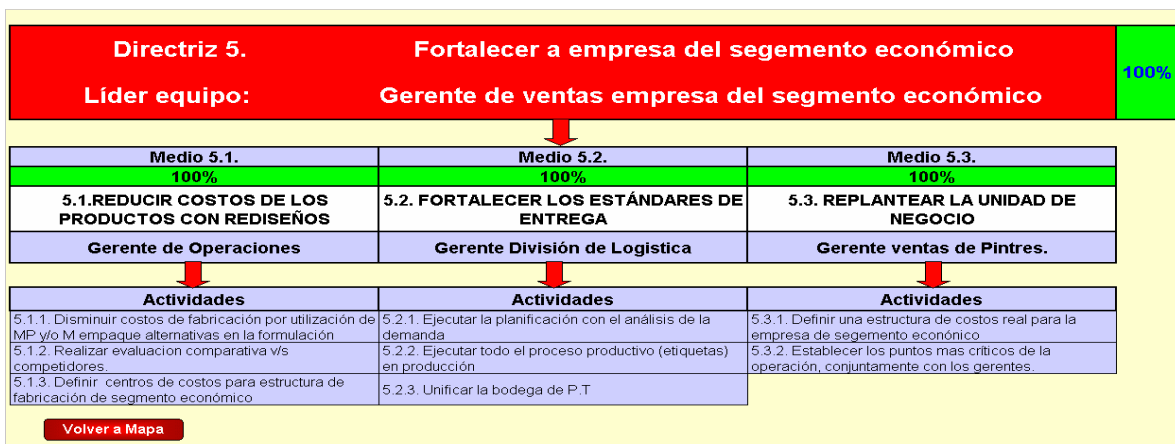 Directriz 5. Fortalecer a empresa del segemento económico
100%
Líder equipo: Gerente de ventas empresa del segmento económico
Medio 5.1. Medio 5.2. Medio 5.3.
100% 100% 100%
5.1.REDUCIR COSTOS DE LOS
PRODUCTOS CON REDISEÑOS
5.2. FORTALECER LOS ESTÁNDARES DE
ENTREGA
5.3. REPLANTEAR LA UNIDAD DE
NEGOCIO
Gerente de Operaciones Gerente División de Logistica Gerente ventas de Pintres.
Actividades Actividades Actividades
5.1.1. Disminuir costos de fabricación por utilización de
MP y/o M empaque alternativas en la formulación
5.1.2. Realizar evaluacion comparativa v/s
competidores.
5.1.3. Definir centros de costos para estructura de
fabricación de segmento económico
5.2.1. Ejecutar la planificación con el análisis de la
demanda
5.2.2. Ejecutar todo el proceso productivo (etiquetas)
en producción
5.2.3. Unificar la bodega de P.T
5.3.1. Definir una estructura de costos real para la
empresa de segmento econónico
5.3.2. Establecer los puntos mas críticos de la
operación, conjuntamente con los gerentes.
Volver a Mapa